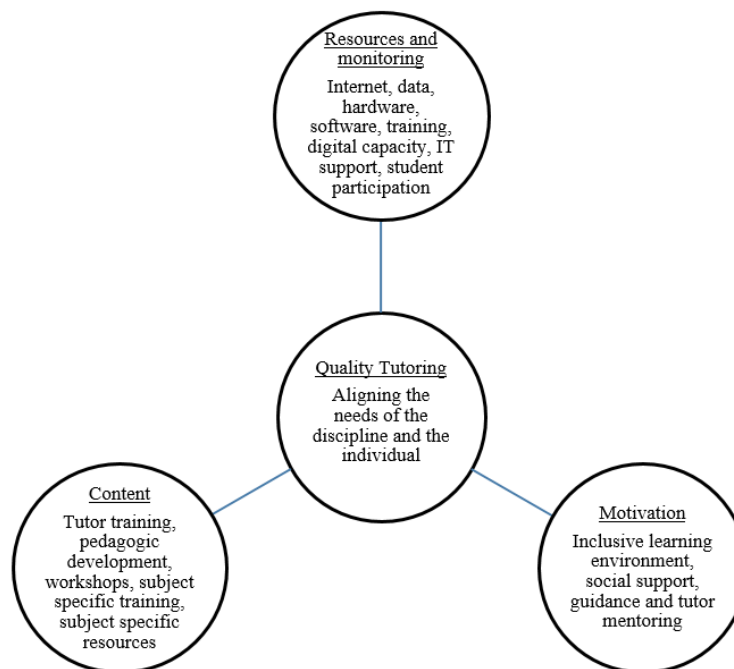 Resources and
monitoring
Internet, data,
hardware,
software, training,
digital capacity, IT
support, student
participation
Quality Tutoring
Aligning the
needs of the
discipline and the
individual
Content
Tutor training,
pedagogic
development,
workshops, subject
specific training,
subject specific
resources
Motivation
Inclusive learning
environment,
social support,
guidance and tutor
mentoring